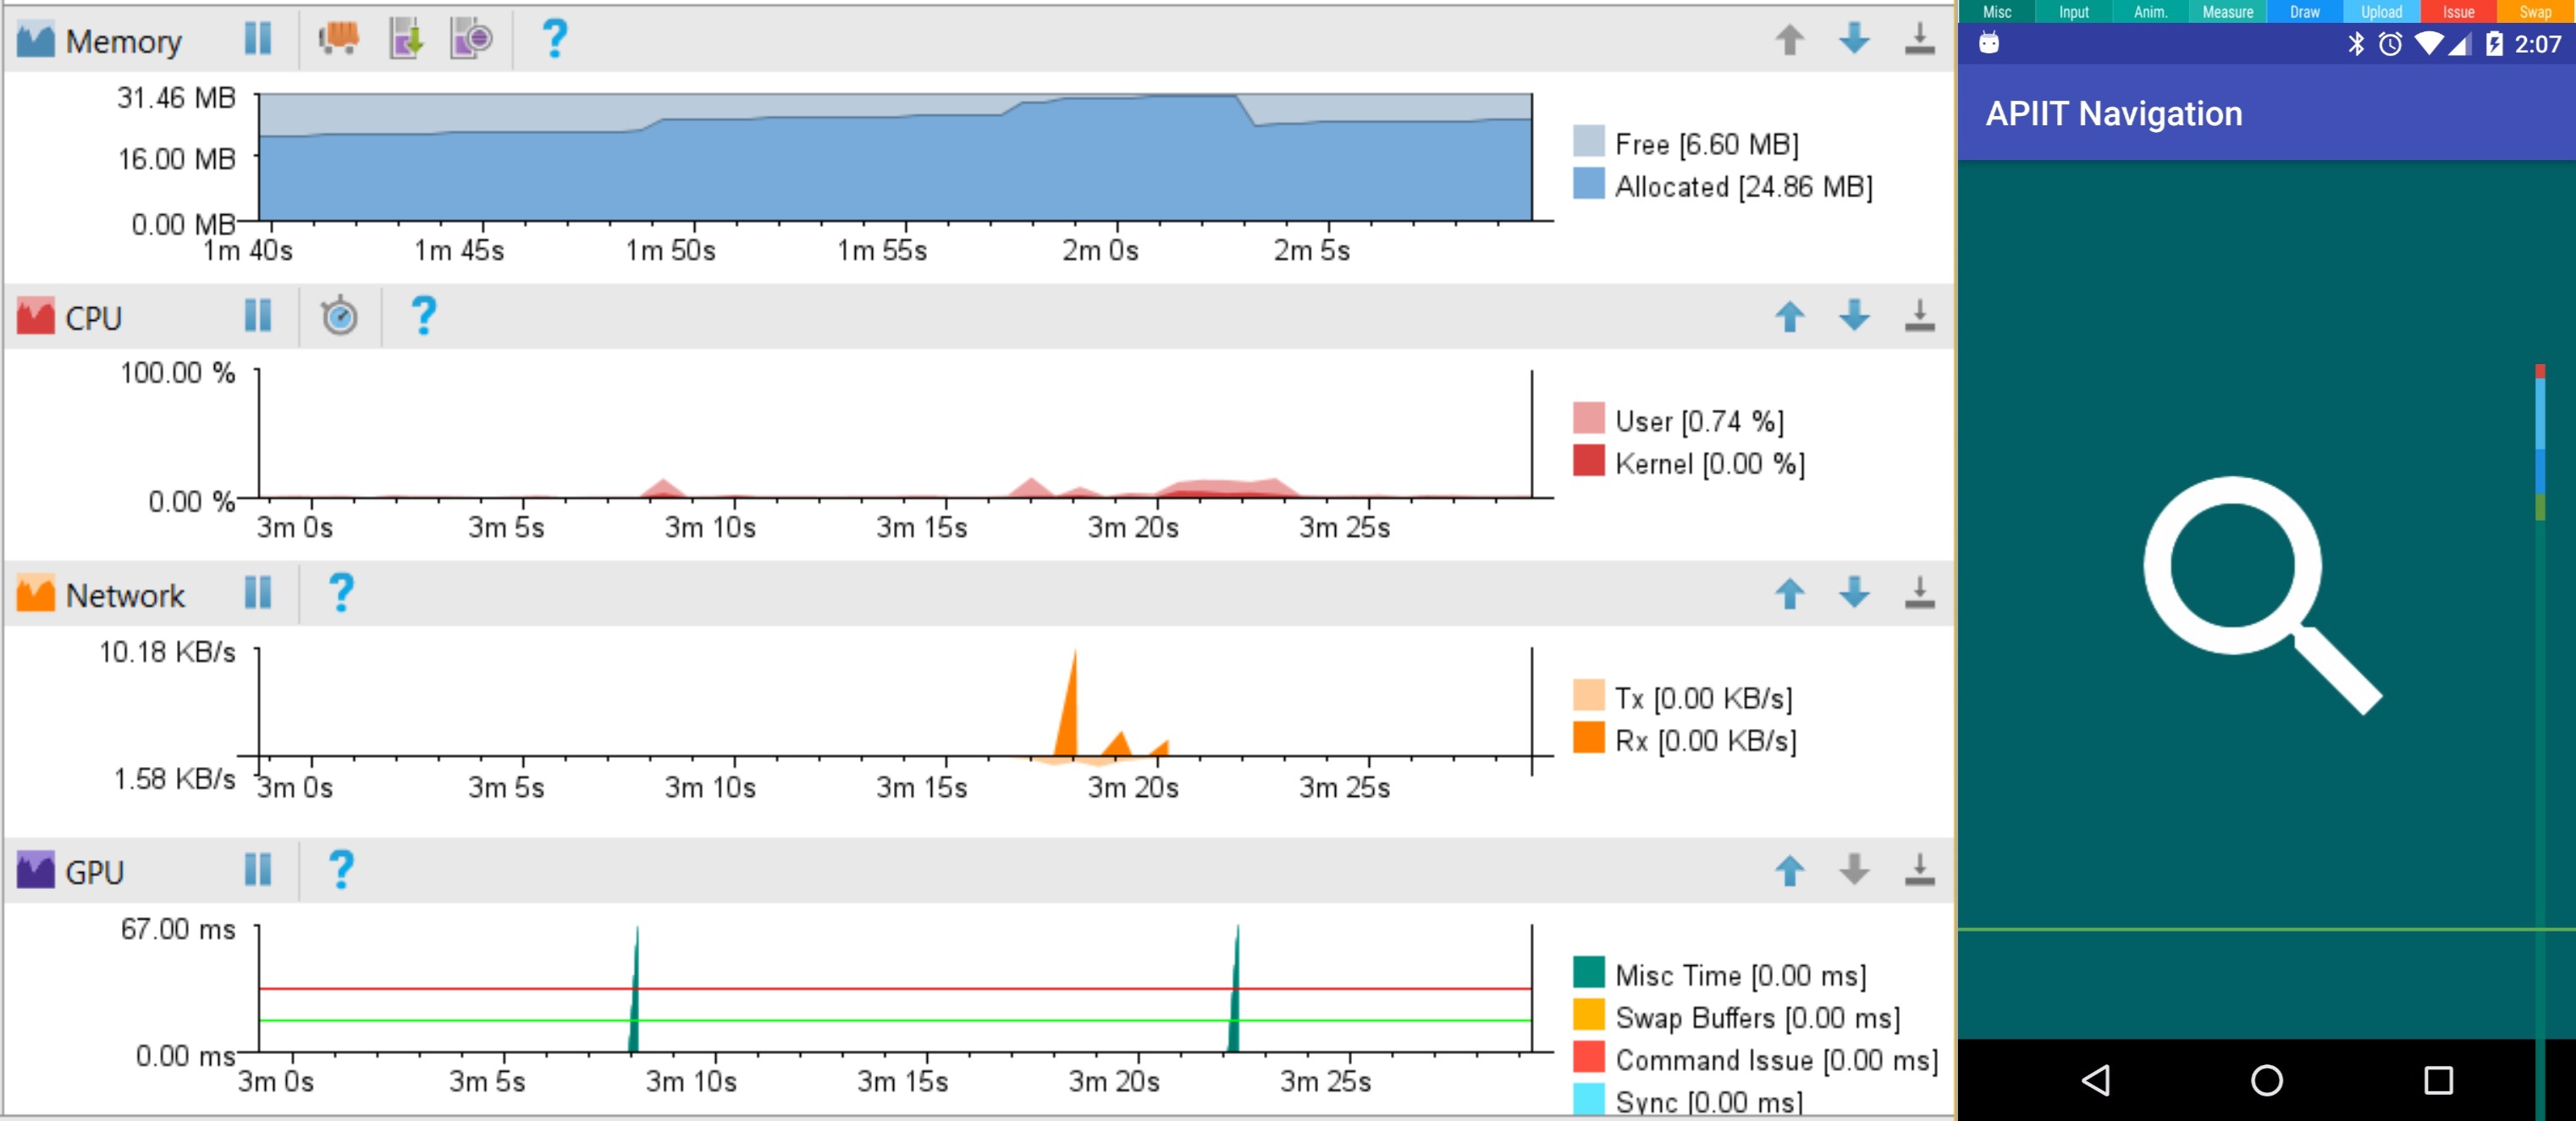 Memory
?
31.46 MB
16.00 MB
0.00 MB
1m 40s 1m 45s 1m 50s 1m 55s 2m 0s 2m 5s
Free [6.60 MB]
Allocated [24.86 MB]
CPU
?
100.00 %
0.00 %
3m 0s 3m 5s 3m 10s 3m 15s 3m 20s 3m 25s
User [0.74 %]
Kernel [0.00 %]
Network
?
10.18 KB/s
1.58 KB/s
3m 0s 3m 5s 3m 10s 3m 15s 3m 20s 3m 25s
Tx [0.00 KB/s]
Rx [0.00 KB/s]
GPU
?
67.00 ms
0.00 ms
3m 0s 3m 5s 3m 10s 3m 15s 3m 20s 3m 25s
Misc Time [0.00 ms]
Swap Buffers [0.00 ms]
Command Issue [0.00 ms]
Sync [0.00 ms]
Misc Input Anim. Measure Draw Upload Issue Swap
2:07
APIIT Navigation